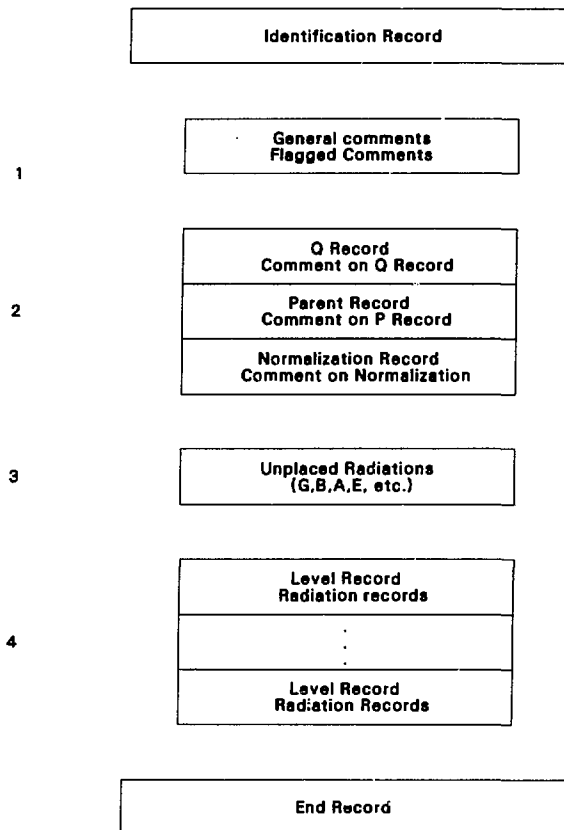 Identification Record
General comments
Flagged Comments
1
Q Record
Comment on Q Record
2
Parent Record
Comment on P Record
Normalization Record
Comment on Normalization
3
Unplaced Radiations
(G,B,A,E, etc.)
Level Record
Radiation records
4
.
.
.
Level Record
Radiation Records
End Record